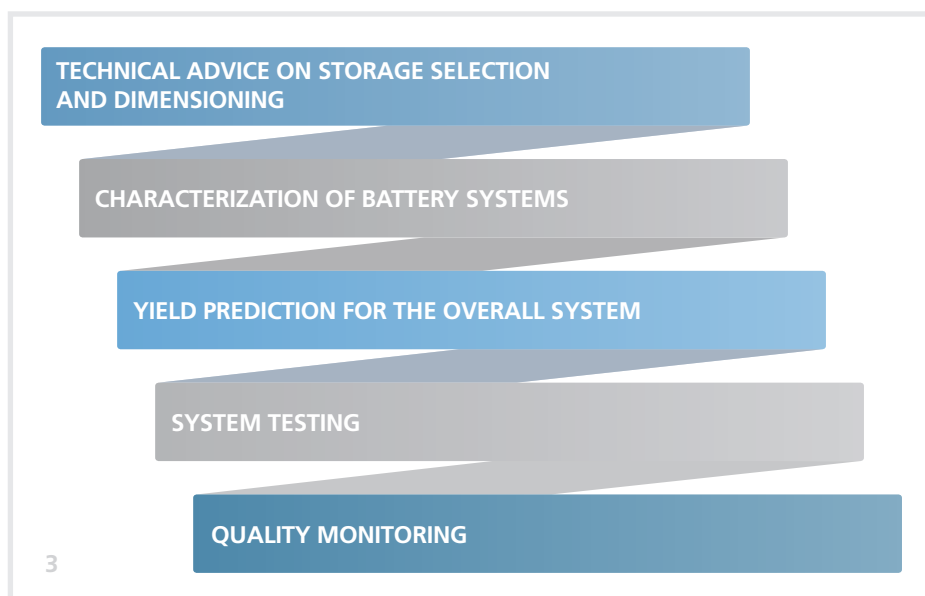 TECHNICAL ADVICE ON STORAGE SELECTION
AND DIMENSIONING
CHARACTERIZATION OF BATTERY SYSTEMS
YIELD PREDICTION FOR THE OVERALL SYSTEM
SYSTEM TESTING
QUALITY MONITORING
3